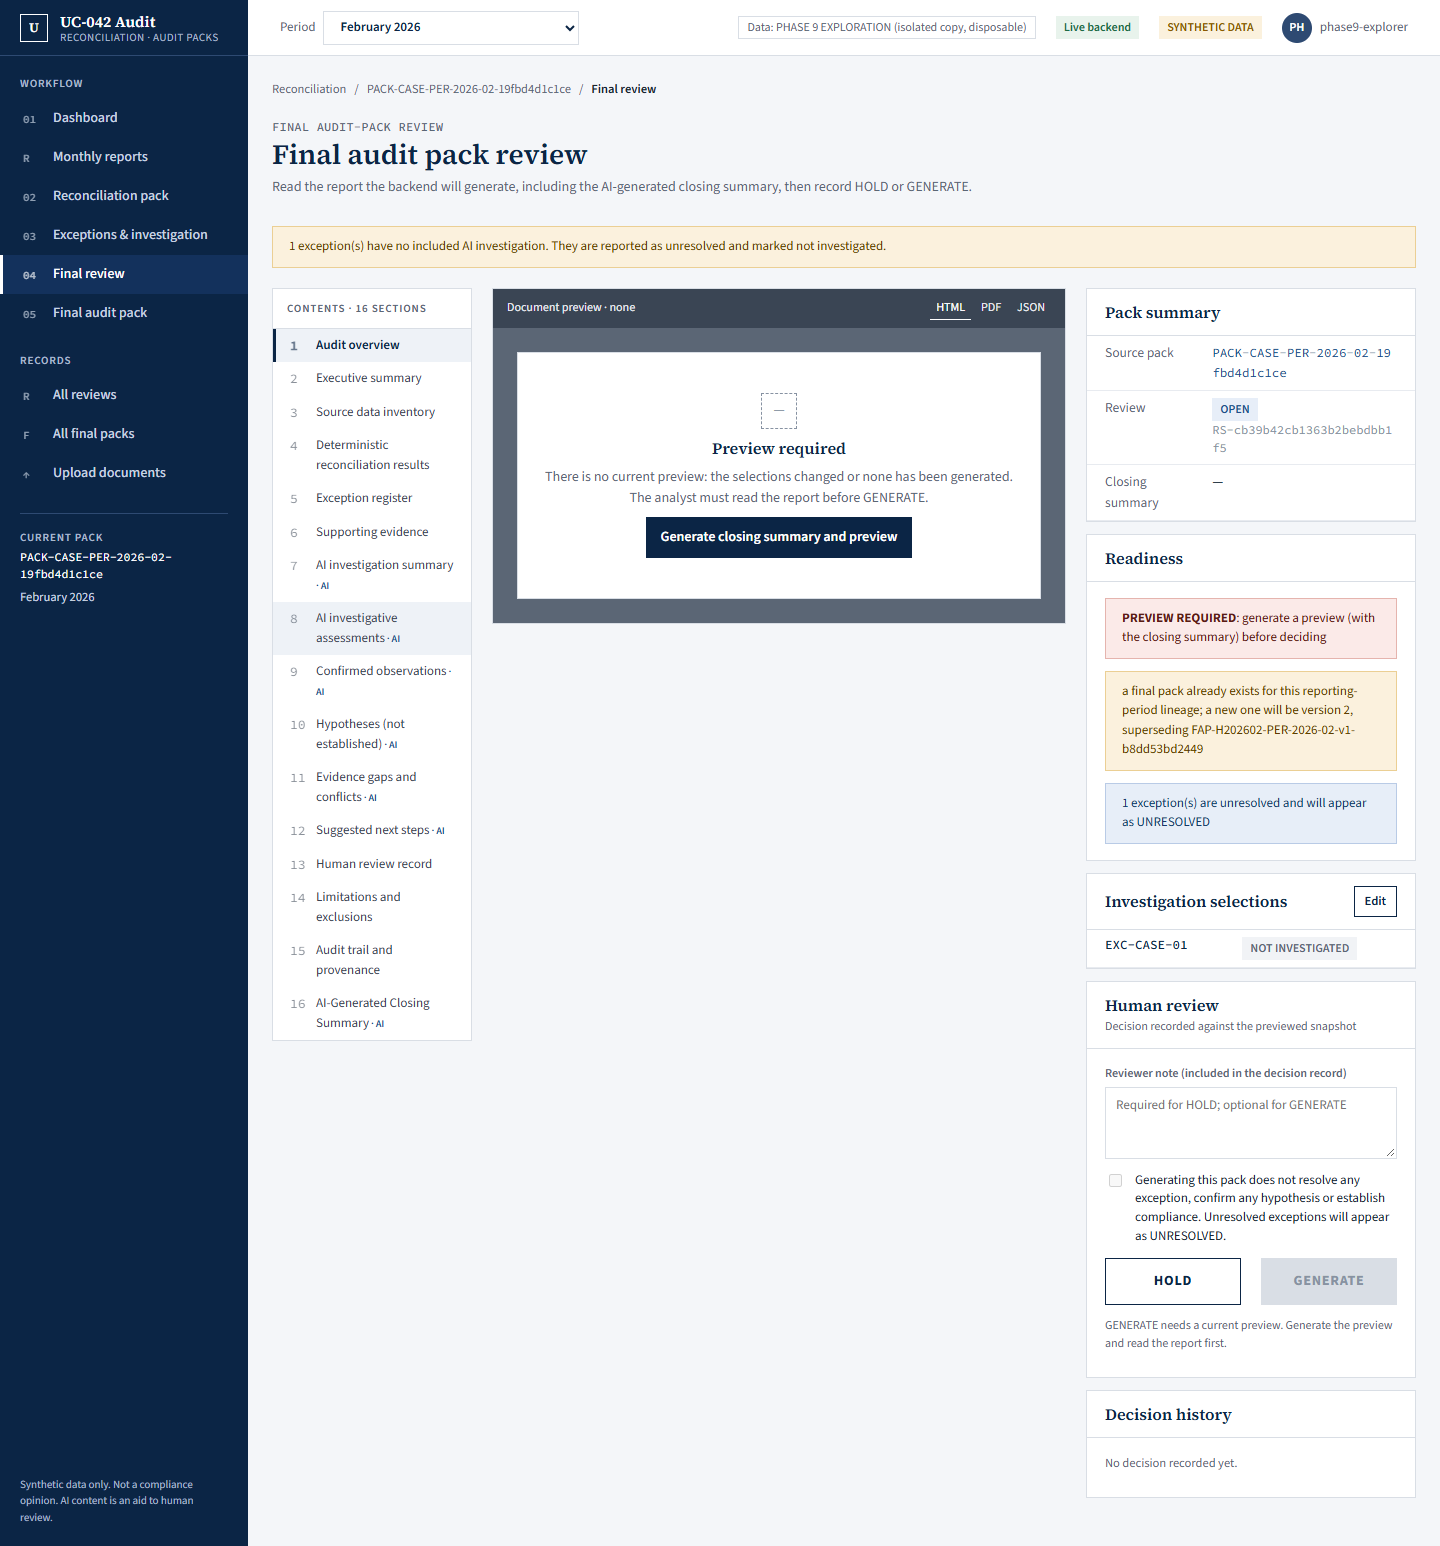 U
UC-042 Audit
RECONCILIATION · AUDIT PACKS
WORKFLOW
01 Dashboard
R Monthly reports
02 Reconciliation pack
03 Exceptions & investigation
04 Final review
05 Final audit pack
RECORDS
R All reviews
F All final packs
↑ Upload documents
CURRENT PACK
PACK-CASE-PER-2026-02-
19fbd4d1c1ce
February 2026
Synthetic data only. Not a compliance
opinion. AI content is an aid to human
review.
Period February 2026
Data: PHASE 9 EXPLORATION (isolated copy, disposable)
Live backend
SYNTHETIC DATA
PH phase9-explorer
Reconciliation / PACK-CASE-PER-2026-02-19fbd4d1c1ce / Final review
FINAL AUDIT-PACK REVIEW
Final audit pack review
Read the report the backend will generate, including the AI-generated closing summary, then record HOLD or GENERATE.
1 exception(s) have no included AI investigation. They are reported as unresolved and marked not investigated.
CONTENTS · 16 SECTIONS
1 Audit overview
2 Executive summary
3 Source data inventory
4 Deterministic
reconciliation results
5 Exception register
6 Supporting evidence
7 AI investigation summary
· AI
8 AI investigative
assessments · AI
9 Confirmed observations ·
AI
10 Hypotheses (not
established) · AI
11 Evidence gaps and
conflicts · AI
12 Suggested next steps · AI
13 Human review record
14 Limitations and
exclusions
15 Audit trail and
provenance
16 AI-Generated Closing
Summary · AI
Document preview · none
HTML PDF JSON
—
Preview required
There is no current preview: the selections changed or none has been generated.
The analyst must read the report before GENERATE.
Generate closing summary and preview
Pack summary
Source pack PACK-CASE-PER-2026-02-19
fbd4d1c1ce
Review OPEN
RS-cb39b42cb1363b2bebdbb1
f5
Closing —
summary
Readiness
PREVIEW REQUIRED: generate a preview (with
the closing summary) before deciding
a final pack already exists for this reporting-
period lineage; a new one will be version 2,
superseding FAP-H202602-PER-2026-02-v1-
b8dd53bd2449
1 exception(s) are unresolved and will appear
as UNRESOLVED
Investigation selections Edit
EXC-CASE-01 NOT INVESTIGATED
Human review
Decision recorded against the previewed snapshot
Reviewer note (included in the decision record)
Required for HOLD; optional for GENERATE
Generating this pack does not resolve any
exception, confirm any hypothesis or establish
compliance. Unresolved exceptions will appear
as UNRESOLVED.
HOLD GENERATE
GENERATE needs a current preview. Generate the preview
and read the report first.
Decision history
No decision recorded yet.